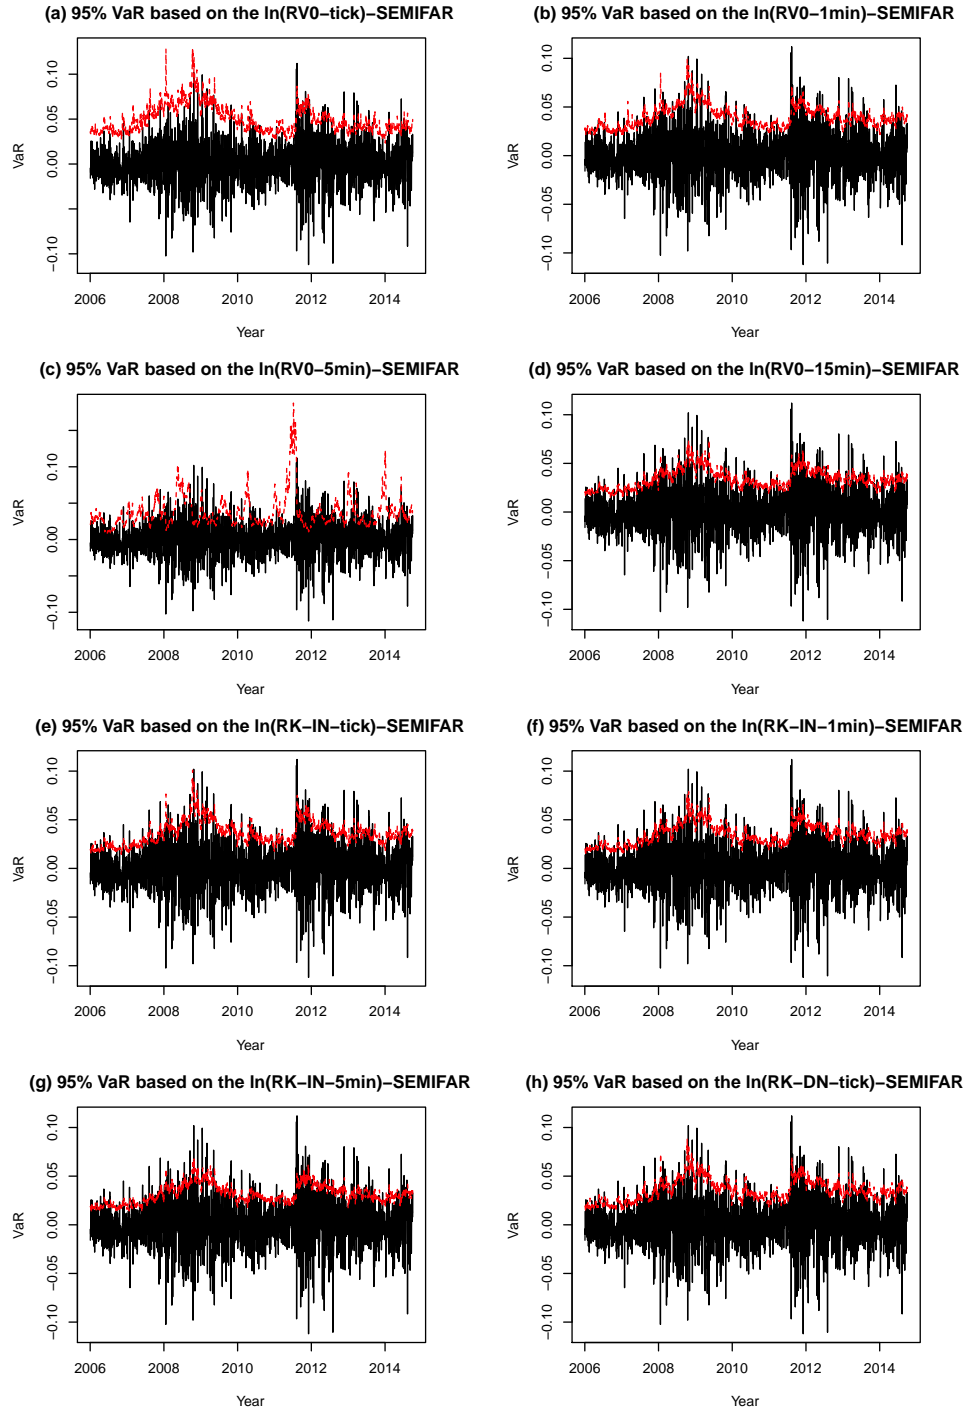 (a) 95% VaR based on the ln(RV0−tick)−SEMIFAR
VaR
0.10
0.05
0.00
−0.10
2006 2008 2010 2012 2014
Year
(b) 95% VaR based on the ln(RV0−1min)−SEMIFAR
VaR
0.10
0.05
0.00
−0.05
−0.10
2006 2008 2010 2012 2014
Year
(c) 95% VaR based on the ln(RV0−5min)−SEMIFAR
VaR
0.10
0.00
−0.10
2006 2008 2010 2012 2014
Year
(d) 95% VaR based on the ln(RV0−15min)−SEMIFAR
VaR
0.10
0.05
0.00
−0.05
−0.10
2006 2008 2010 2012 2014
Year
(e) 95% VaR based on the ln(RK−IN−tick)−SEMIFAR
VaR
0.10
0.05
0.00
−0.05
−0.10
2006 2008 2010 2012 2014
Year
(f) 95% VaR based on the ln(RK−IN−1min)−SEMIFAR
VaR
0.10
0.05
0.00
−0.05
−0.10
2006 2008 2010 2012 2014
Year
(g) 95% VaR based on the ln(RK−IN−5min)−SEMIFAR
VaR
0.10
0.05
0.00
−0.05
−0.10
2006 2008 2010 2012 2014
Year
(h) 95% VaR based on the ln(RK−DN−tick)−SEMIFAR
VaR
0.10
0.05
0.00
−0.05
−0.10
2006 2008 2010 2012 2014
Year